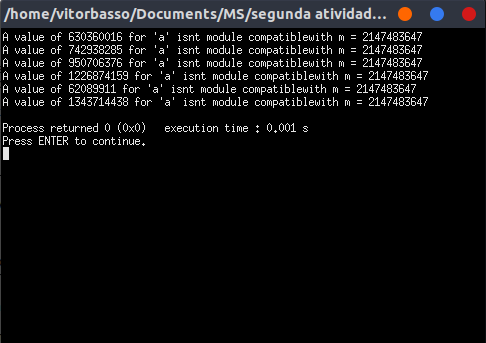 /home/vitorbasso/Documents/MS/segunda atividad...
A value of 630360016 for 'a' isnt module compatiblewith m = 2147483647
A value of 742938285 for 'a' isnt module compatiblewith m = 2147483647
A value of 950706376 for 'a' isnt module compatiblewith m = 2147483647
A value of 1226874159 for 'a' isnt module compatiblewith m = 2147483647
A value of 62089911 for 'a' isnt module compatiblewith m = 2147483647
A value of 1343714438 for 'a' isnt module compatiblewith m = 2147483647
Process returned 0 (0x0)   execution time : 0.001 s
Press ENTER to continue.